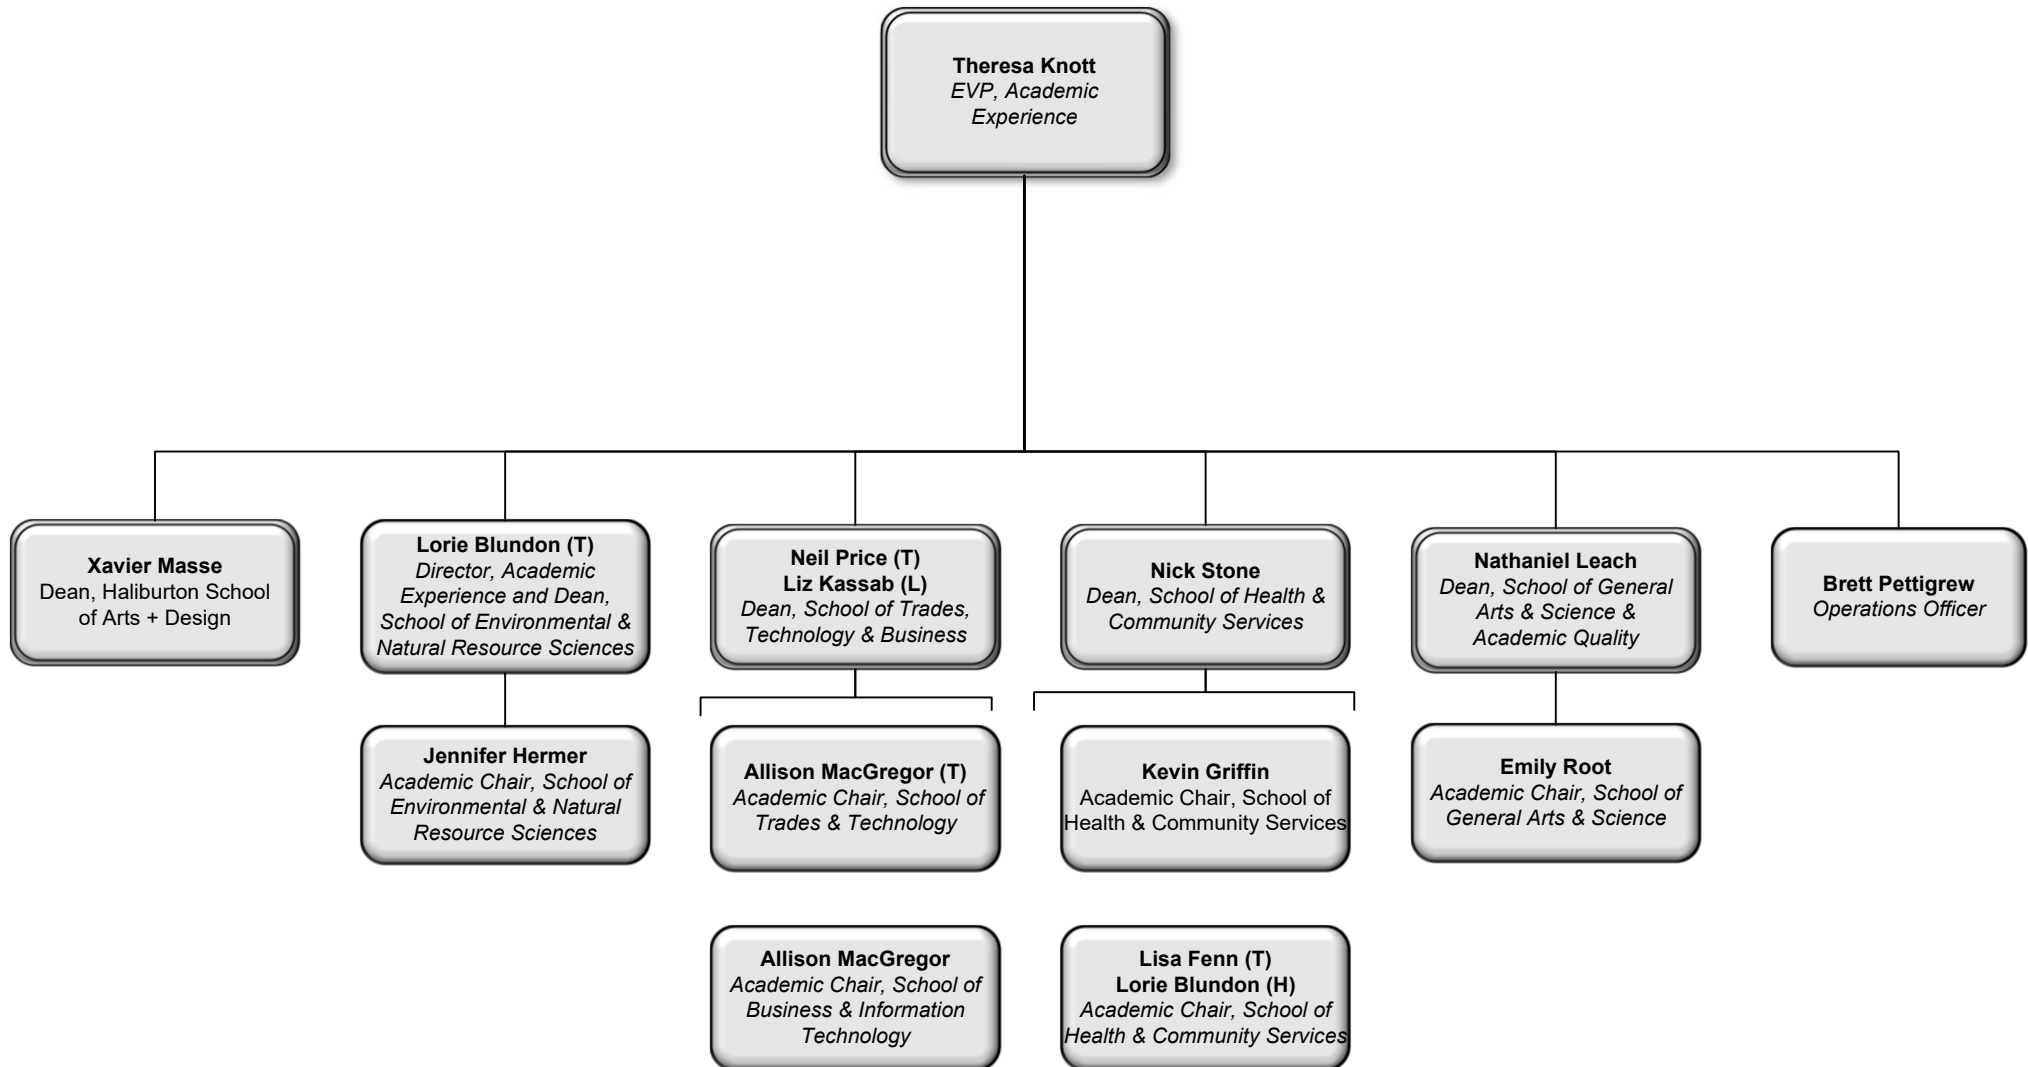 Theresa Knott
EVP, Academic
Experience
Xavier Masse
Dean, Haliburton School
of Arts + Design
Lorie Blundon (T)
Director, Academic
Experience and Dean,
School of Environmental &
Natural Resource Sciences
Neil Price (T)
Liz Kassab (L)
Dean, School of Trades,
Technology & Business
Nick Stone
Dean, School of Health &
Community Services
Nathaniel Leach
Dean, School of General
Arts & Science &
Academic Quality
Brett Pettigrew
Operations Officer
Jennifer Hermer
Academic Chair, School of
Environmental & Natural
Resource Sciences
Allison MacGregor (T)
Academic Chair, School of
Trades & Technology
Kevin Griffin
Academic Chair, School of
Health & Community Services
Emily Root
Academic Chair, School of
General Arts & Science
Allison MacGregor
Academic Chair, School of
Business & Information
Technology
Lisa Fenn (T)
Lorie Blundon (H)
Academic Chair, School of
Health & Community Services